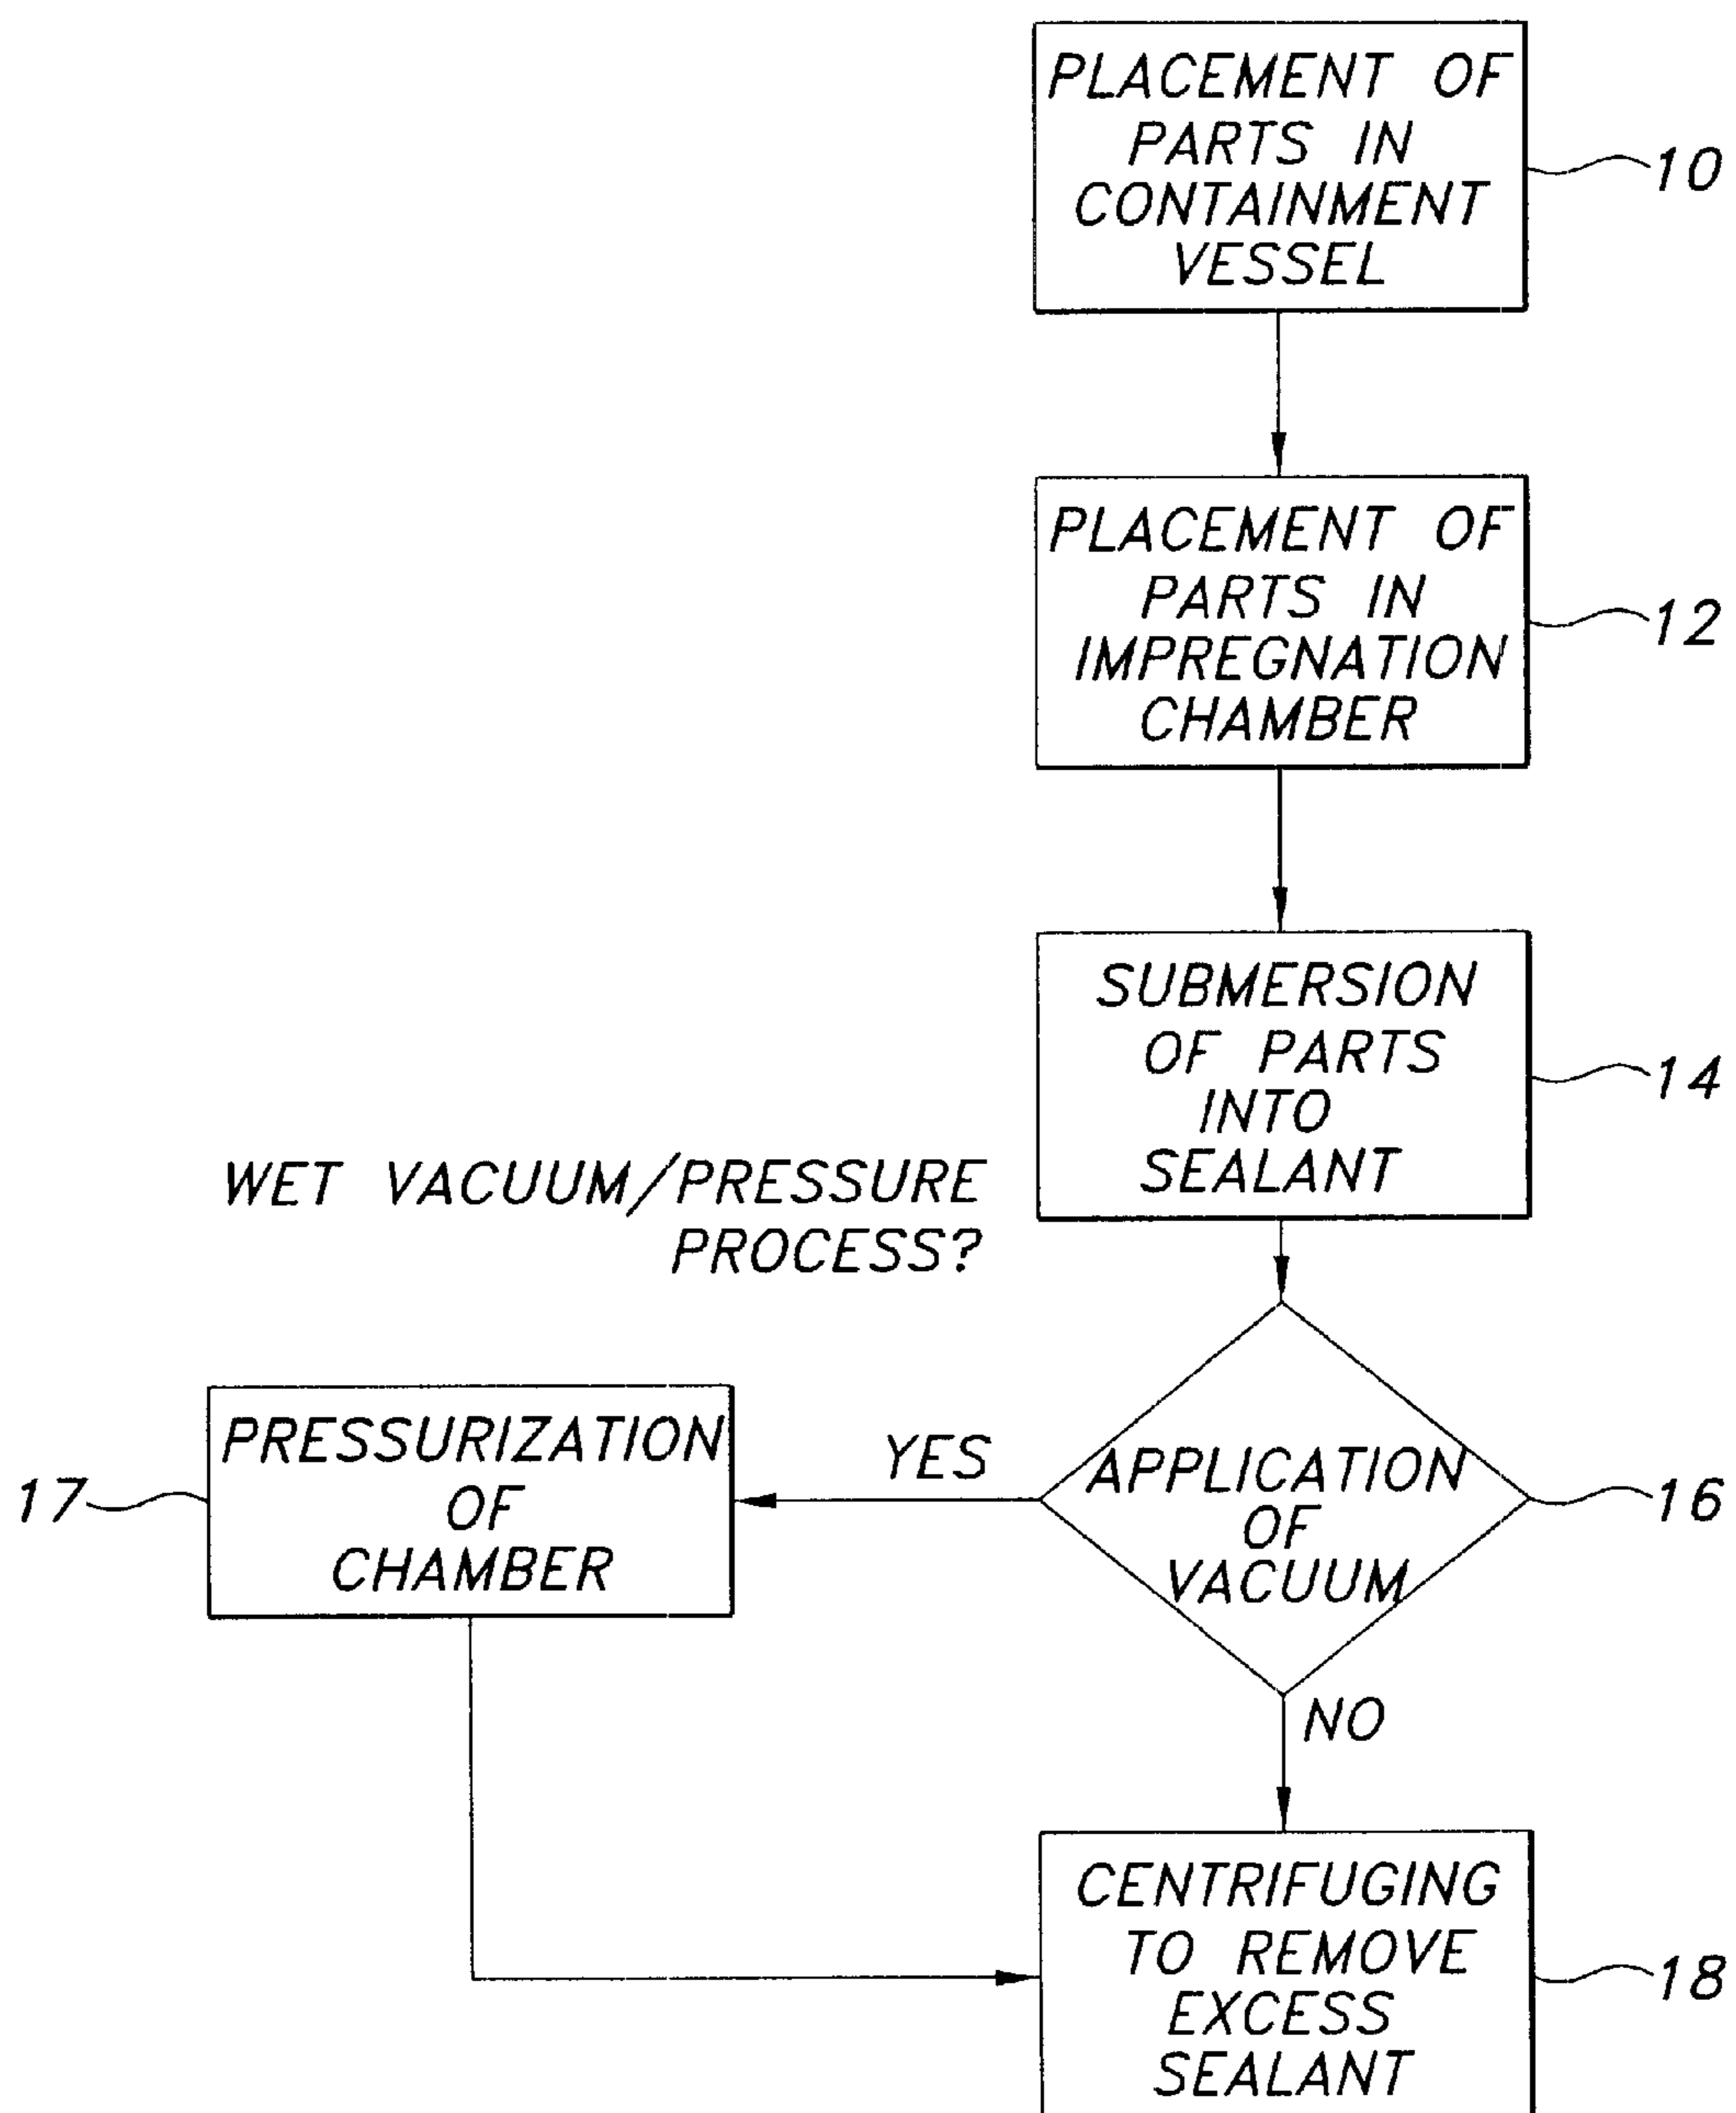 PLACEMENT OF
PARTS IN
CONTAINMENT
VESSEL
10
PLACEMENT OF
PARTS IN
IMPREGNATION
CHAMBER
12
SUBMERSION
OF PARTS
INTO
SEALANT
14
WET VACUUM/PRESSURE
PROCESS?
PRESSURIZATION
OF
CHAMBER
17
YES
APPLICATION
OF
VACUUM
16
NO
CENTRIFUGING
TO REMOVE
EXCESS
SEALANT
18